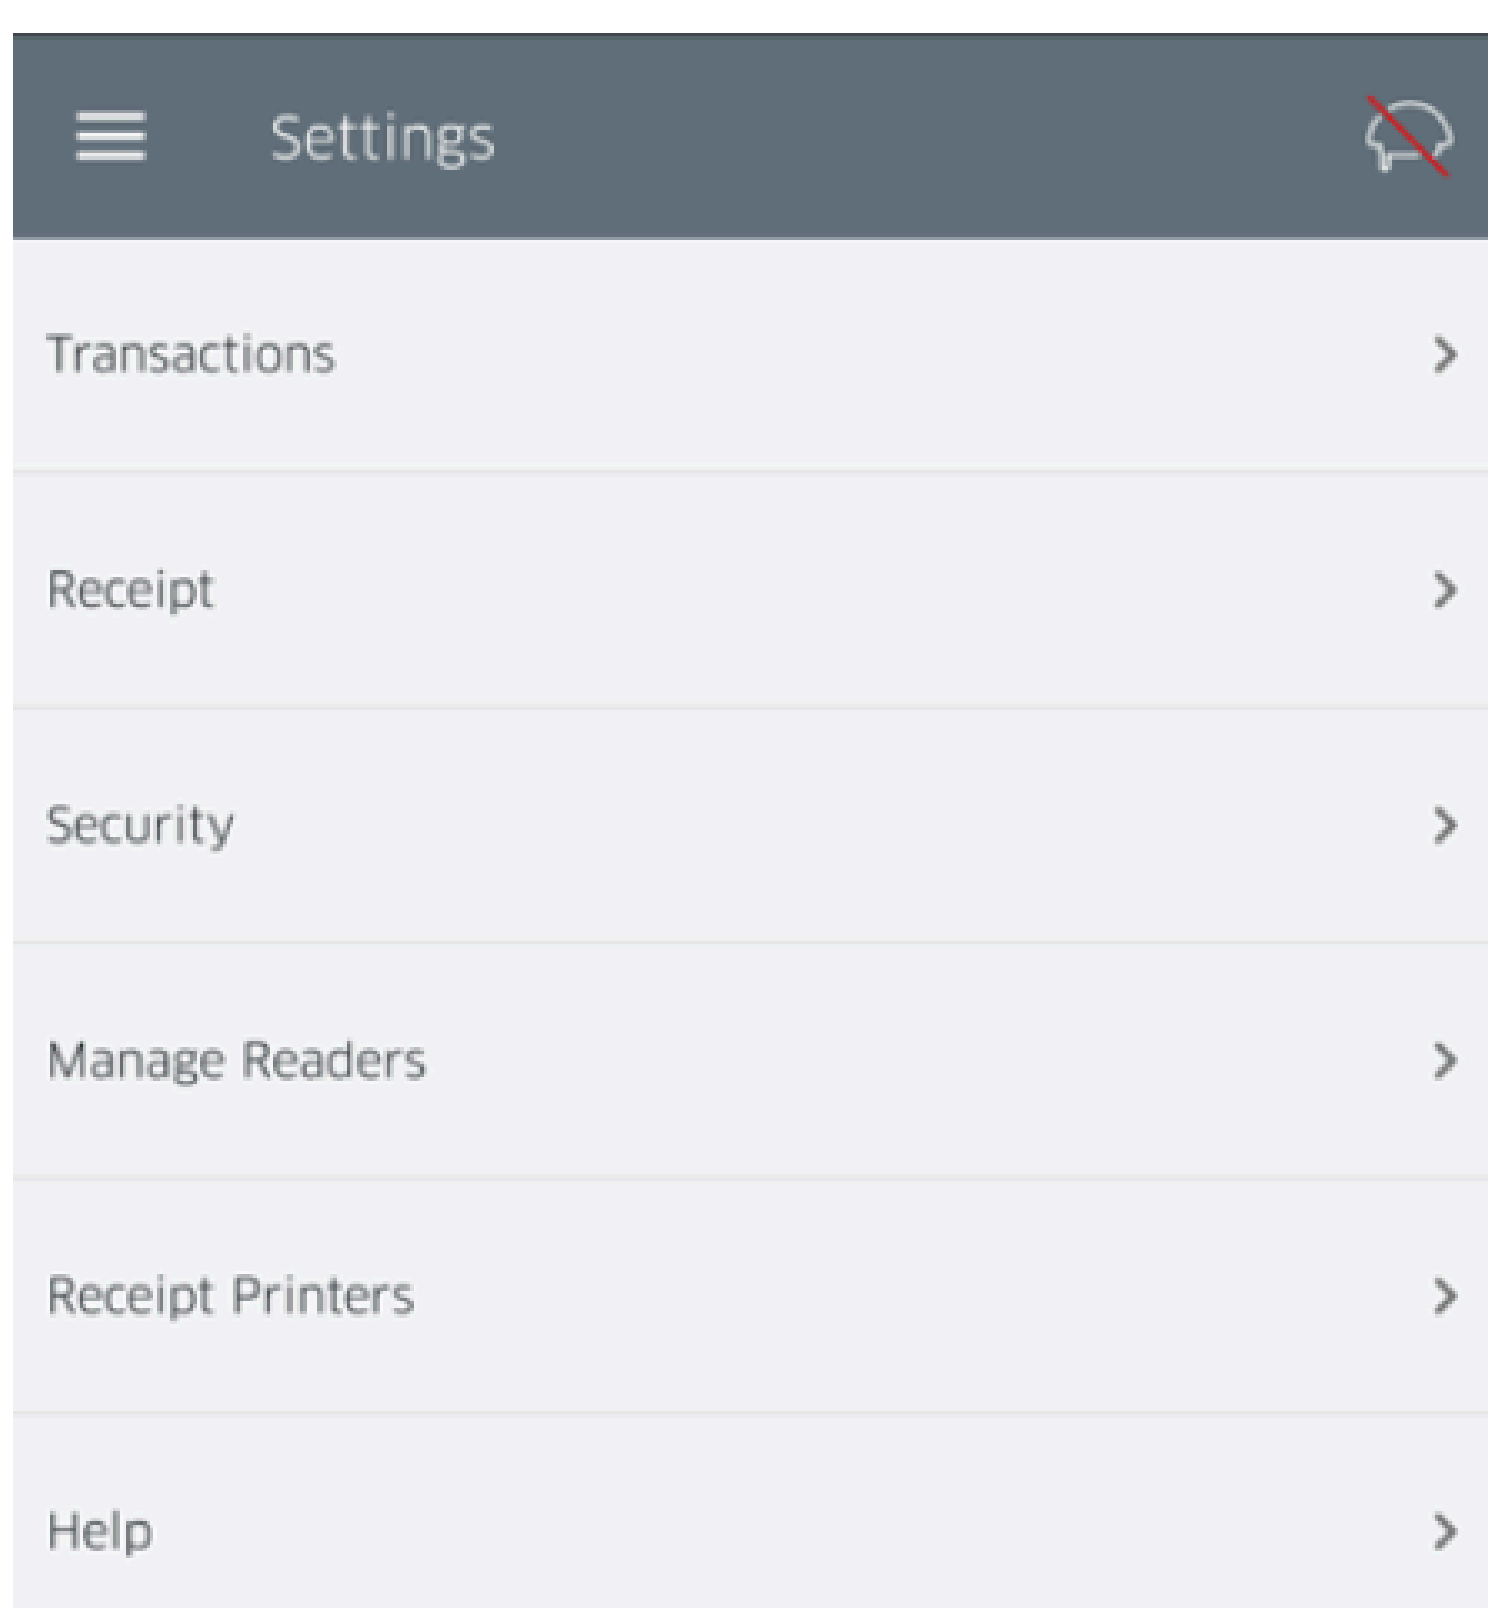 Settings
Transactions
Receipt
Security
Manage Readers
Receipt Printers
Help